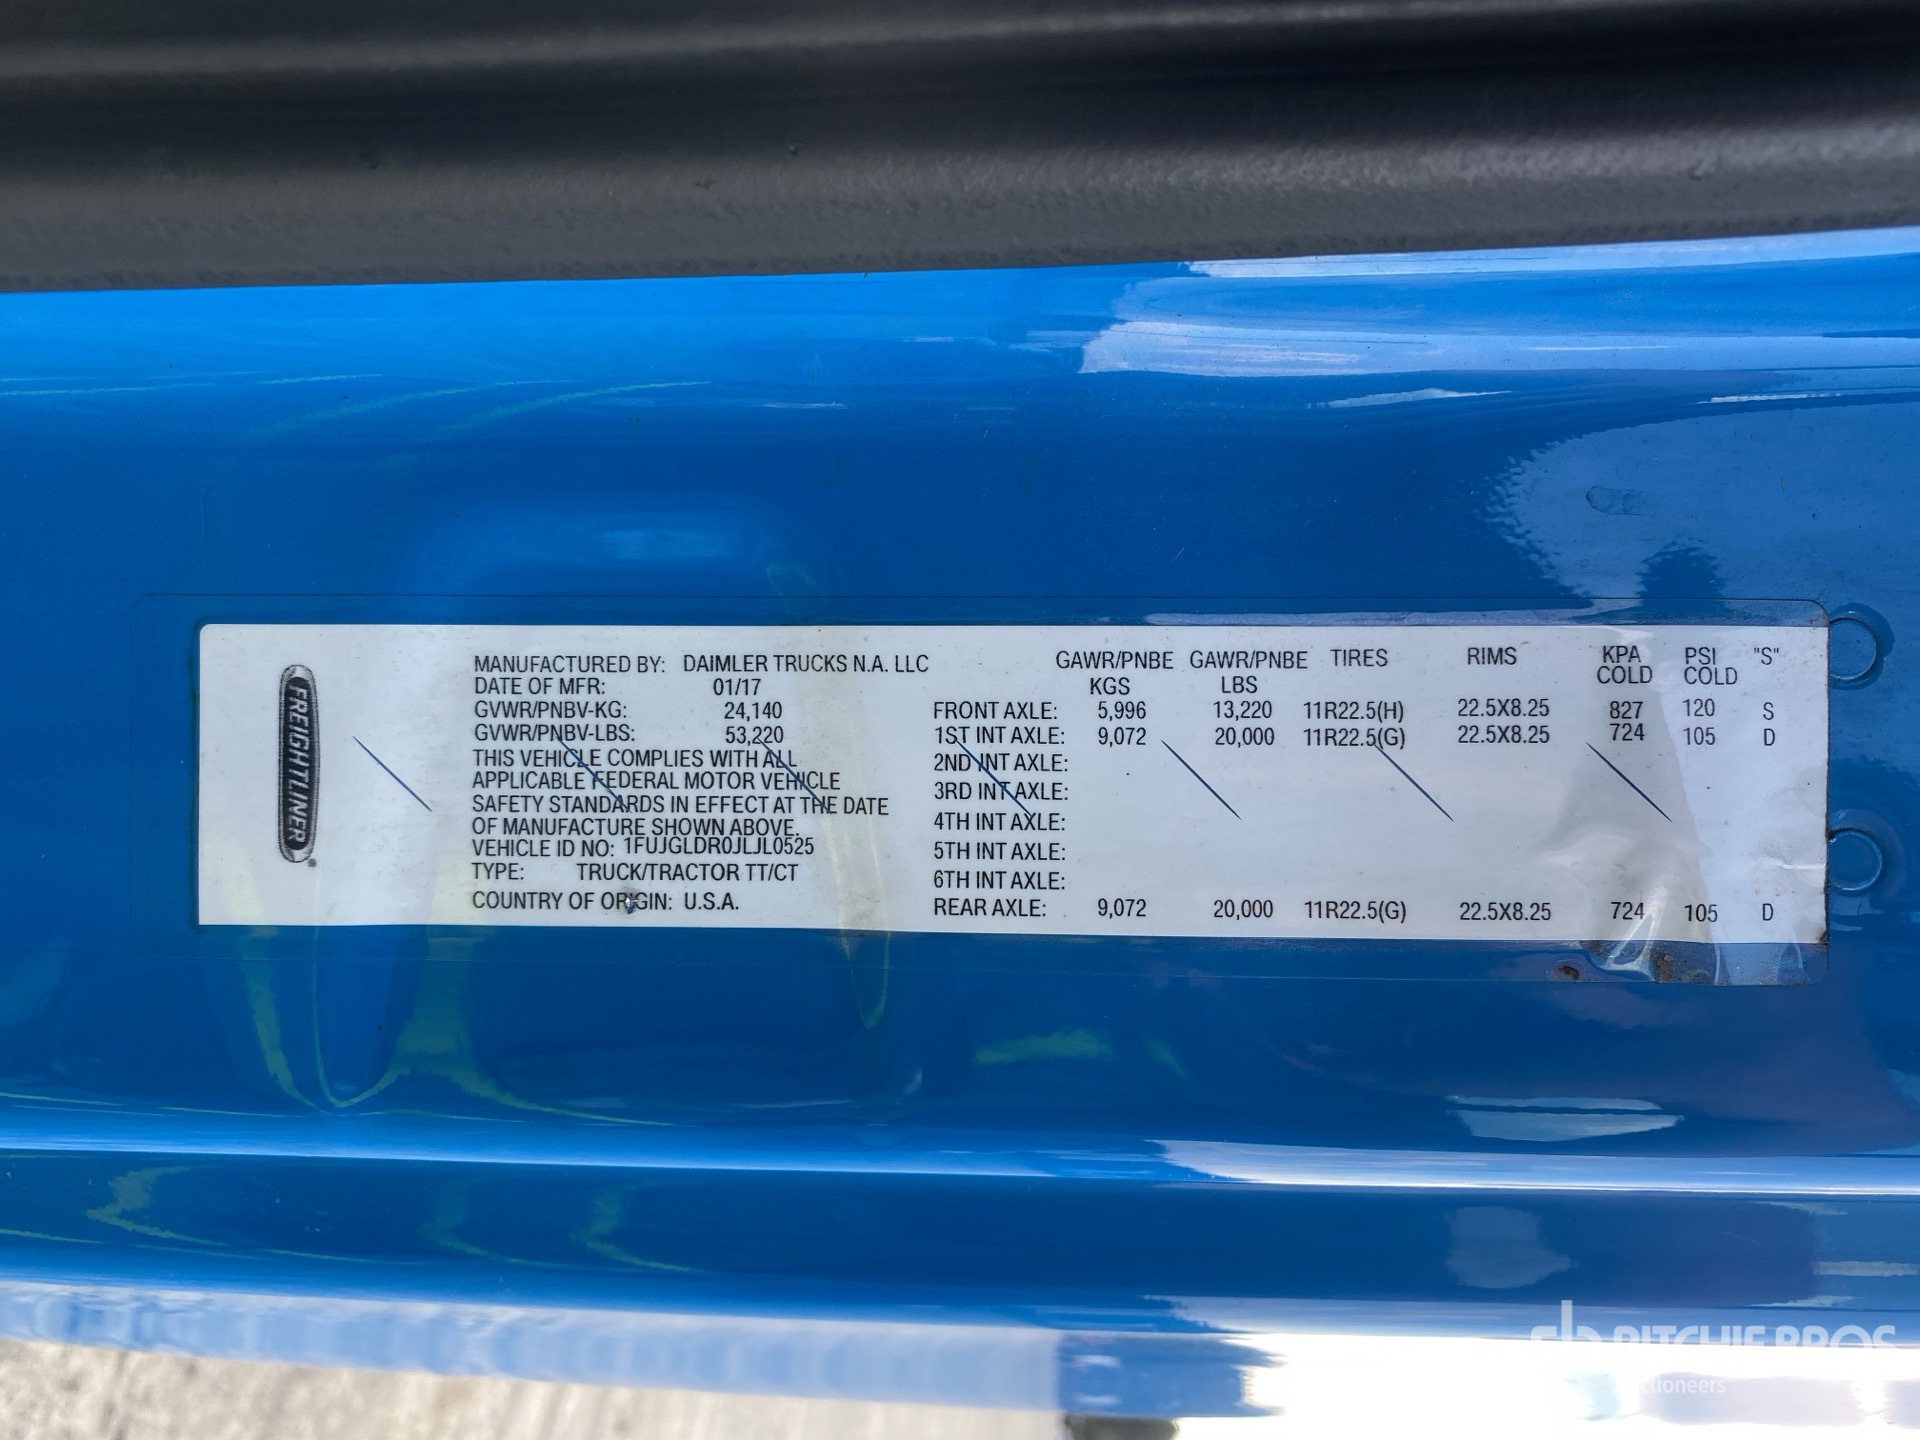 FREIGHTLINER®
MANUFACTURED BY: DAIMLER TRUCKS N.A. LLC
DATE OF MFR: 01/17
GVWR/PNBV-KG: 24,140
GVWR/PNBV-LBS: 53,220
THIS VEHICLE COMPLIES WITH ALL
APPLICABLE FEDERAL MOTOR VEHICLE
SAFETY STANDARDS IN EFFECT AT THE DATE
OF MANUFACTURE SHOWN ABOVE.
VEHICLE ID NO: 1FUJGLDR0JLJL0525
TYPE: TRUCK/TRACTOR TT/CT
COUNTRY OF ORIGIN: U.S.A.
GAWR/PNBE GAWR/PNBE TIRES RIMS KPA PSI "S"
KGS LBS COLD COLD
FRONT AXLE: 5,996 13,220 11R22.5(H) 22.5X8.25 827 120 S
1ST INT AXLE: 9,072 20,000 11R22.5(G) 22.5X8.25 724 105 D
2ND INT AXLE:
3RD INT AXLE:
4TH INT AXLE:
5TH INT AXLE:
6TH INT AXLE:
REAR AXLE: 9,072 20,000 11R22.5(G) 22.5X8.25 724 105 D
rb RITCHIE BROS
Auctioneers